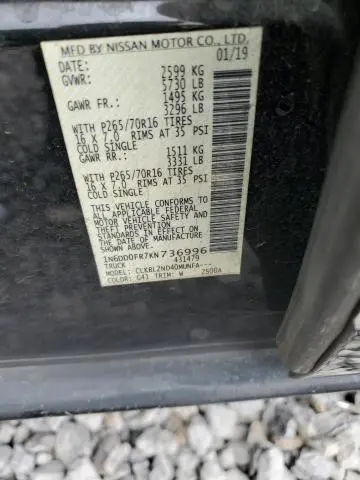 MFD BY NISSAN MOTOR CO., LTD.
DATE: 01/19
GVWR: 2599 KG
5730 LB
GAWR FR: 1495 KG
3296 LB
WITH P265/70R16 TIRES
16 X 7.0 RIMS AT 35 PSI
COLD SINGLE
GAWR RR: 1511 KG
3331 LB
WITH P265/70R16 TIRES
16 X 7.0 RIMS AT 35 PSI
COLD SINGLE
THIS VEHICLE CONFORMS TO ALL
APPLICABLE FEDERAL MOTOR VEHICLE
SAFETY STANDARDS IN EFFECT ON THE
DATE OF MANUFACTURE SHOWN ABOVE.
1N6DD0FR7KN736996
TRUCK 431479
MODEL: CLKBLZND40MUNFA---
COLOR: G41 TRIM: W 2500A